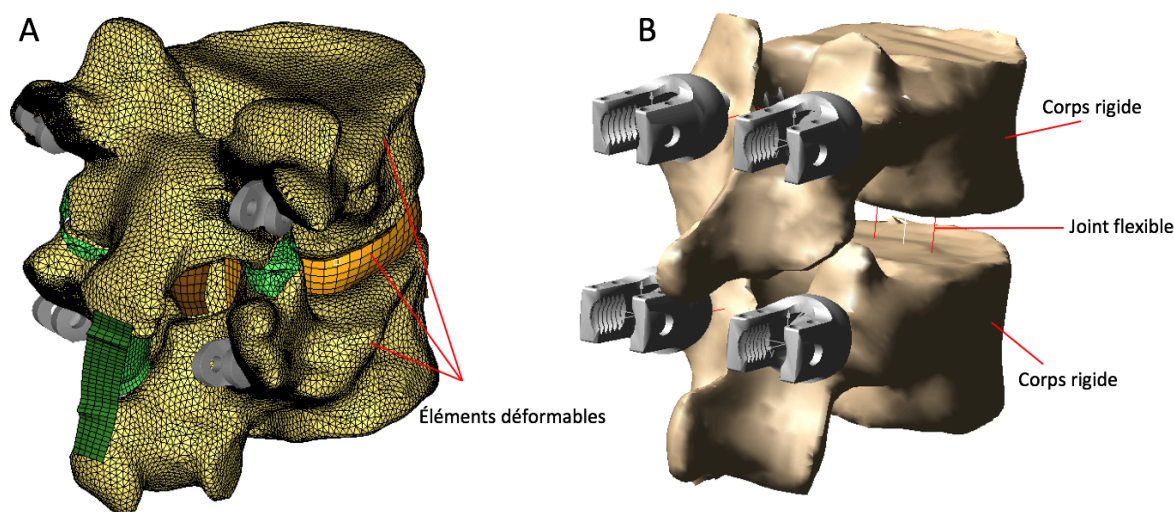 A
B
Corps rigide
Joint flexible
Corps rigide
Éléments déformables